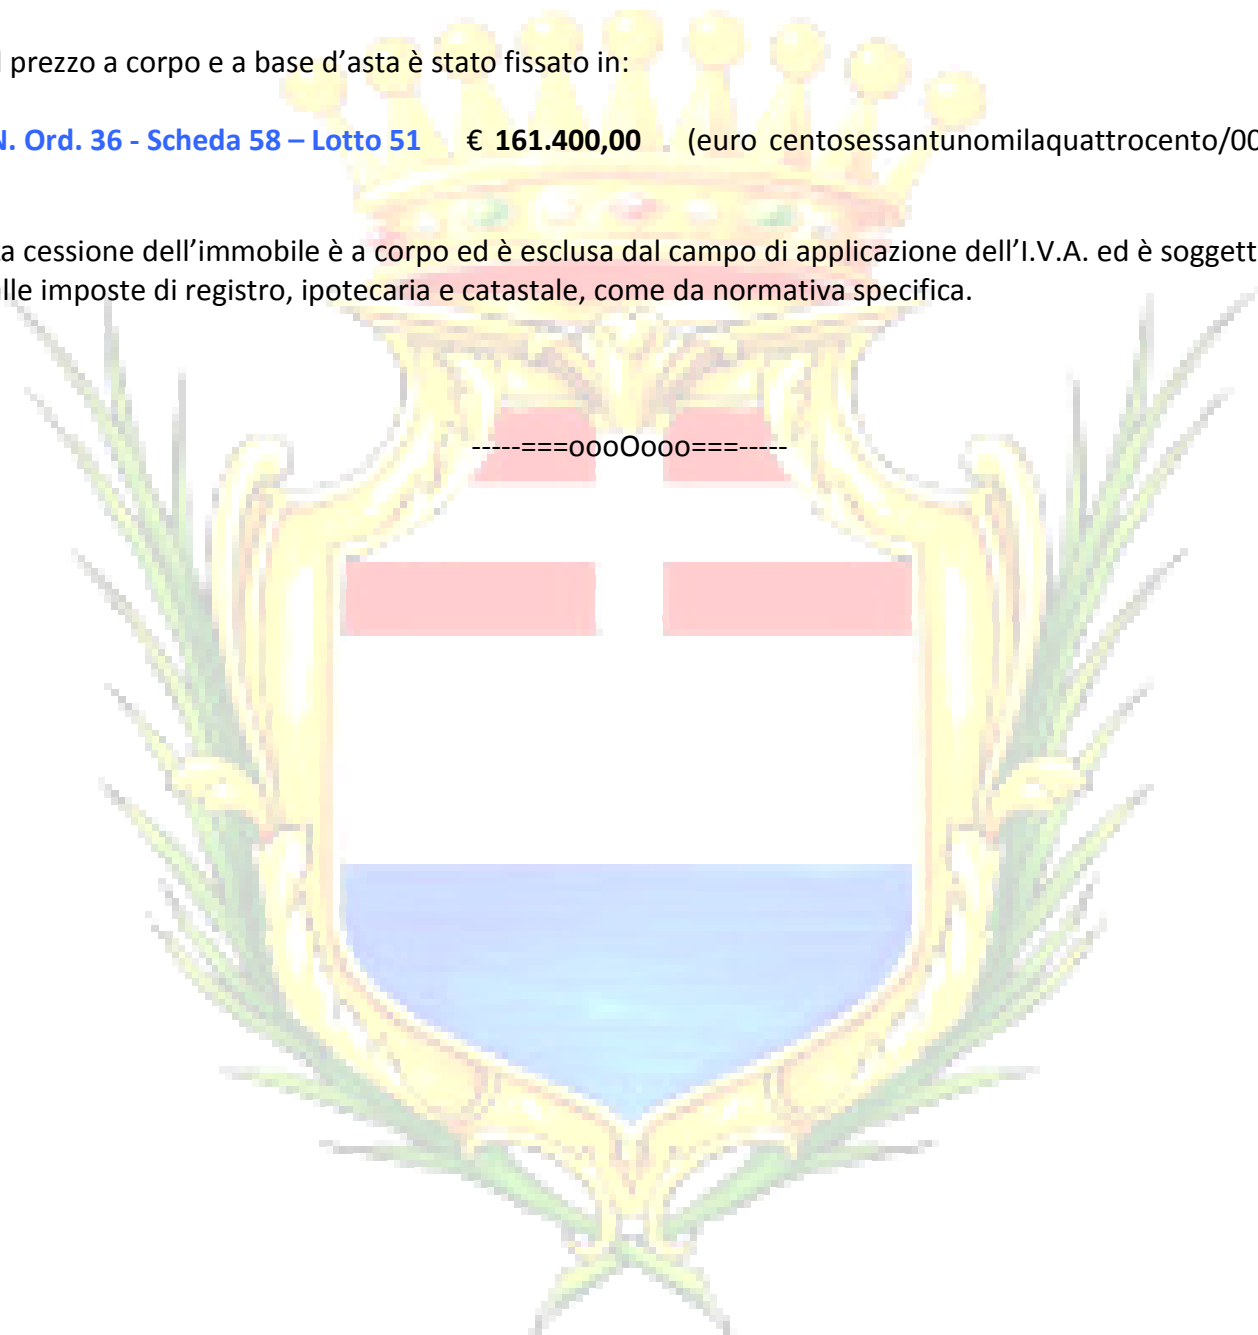 l prezzo a corpo e a base d’asta è stato fissato in:
N. Ord. 36 - Scheda 58 – Lotto 51 € 161.400,00 (euro centosessantunomilaquattrocento/00
a cessione dell’immobile è a corpo ed è esclusa dal campo di applicazione dell’I.V.A. ed è soggett
lle imposte di registro, ipotecaria e catastale, come da normativa specifica.
-----===oooOooo===-----